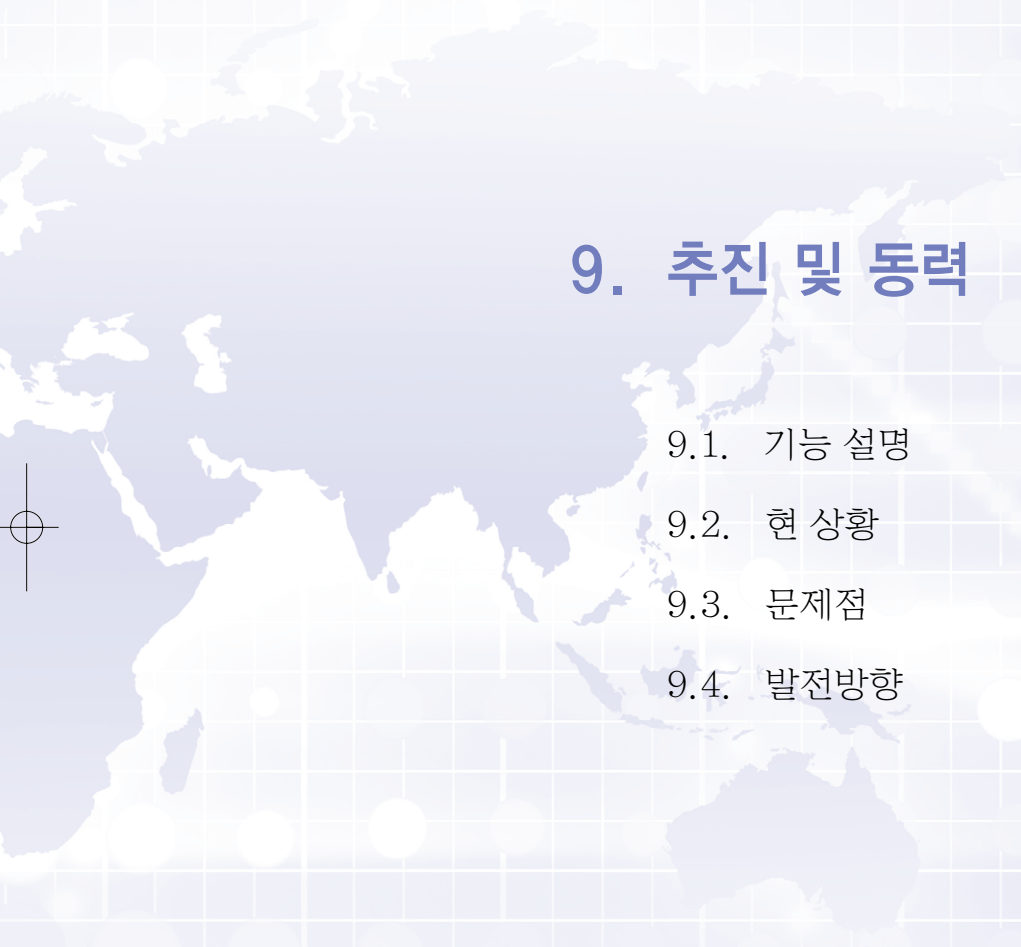 9. 추진 및 동력
9.1. 기능 설명
9.2. 현 상황
9.3. 문제점
9.4. 발전방향